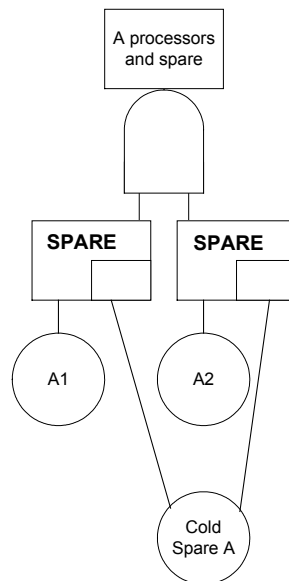 A processors
and spare
SPARE
SPARE
A1
A2
Cold
Spare A